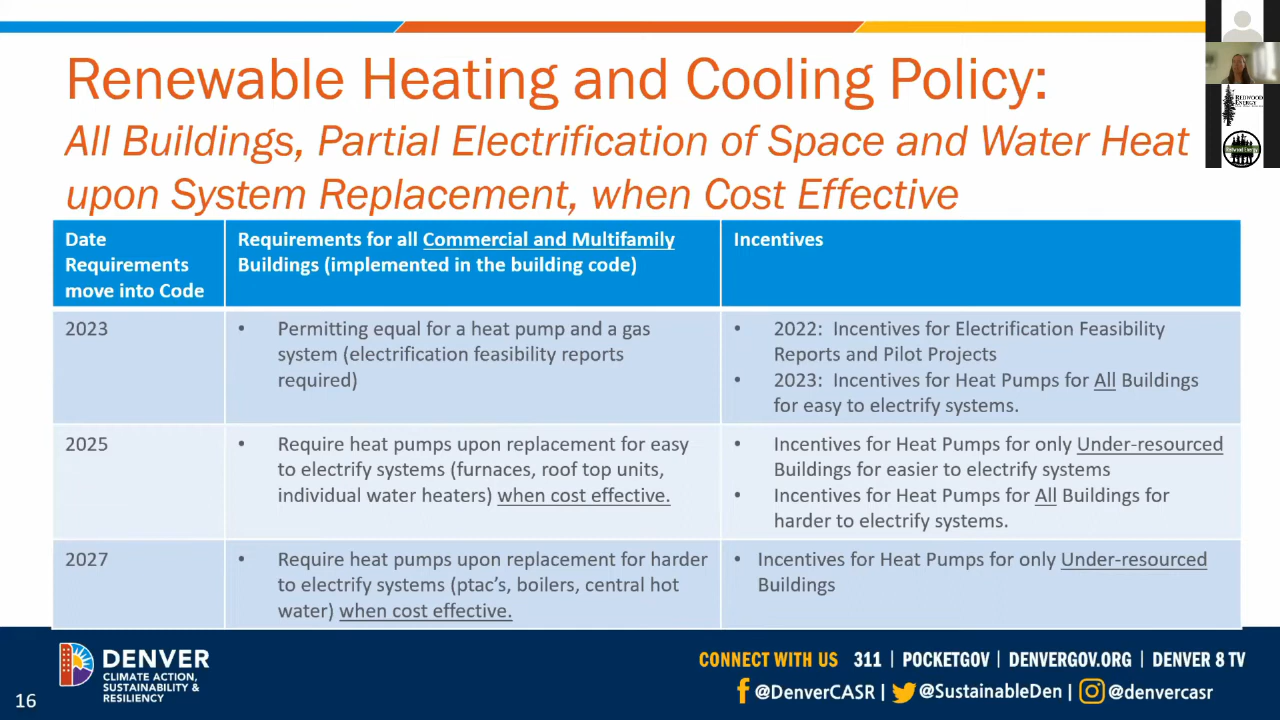 Renewable Heating and Cooling Policy:
All Buildings, Partial Electrification of Space and Water Heat
upon System Replacement, when Cost Effective
Date
Requirements
move into Code
Requirements for all Commercial and Multifamily
Buildings (implemented in the building code)
Incentives
2023
• Permitting equal for a heat pump and a gas
system (electrification feasibility reports
required)
• 2022: Incentives for Electrification Feasibility
Reports and Pilot Projects
• 2023: Incentives for Heat Pumps for All Buildings
for easy to electrify systems.
2025
• Require heat pumps upon replacement for easy
to electrify systems (furnaces, roof top units,
individual water heaters) when cost effective.
• Incentives for Heat Pumps for only Under-resourced
Buildings for easier to electrify systems
• Incentives for Heat Pumps for All Buildings for
harder to electrify systems.
2027
• Require heat pumps upon replacement for harder
to electrify systems (ptac's, boilers, central hot
water) when cost effective.
• Incentives for Heat Pumps for only Under-resourced
Buildings
16
DENVER
CLIMATE ACTION,
SUSTAINABILITY &
RESILIENCY
CONNECT WITH US 311 | POCKETGOV | DENVERGOV.ORG | DENVER 8 TV
@DenverCASR | @SustainableDen | @denvercasr
REDWOOD
ENERGY
Redwood Energy